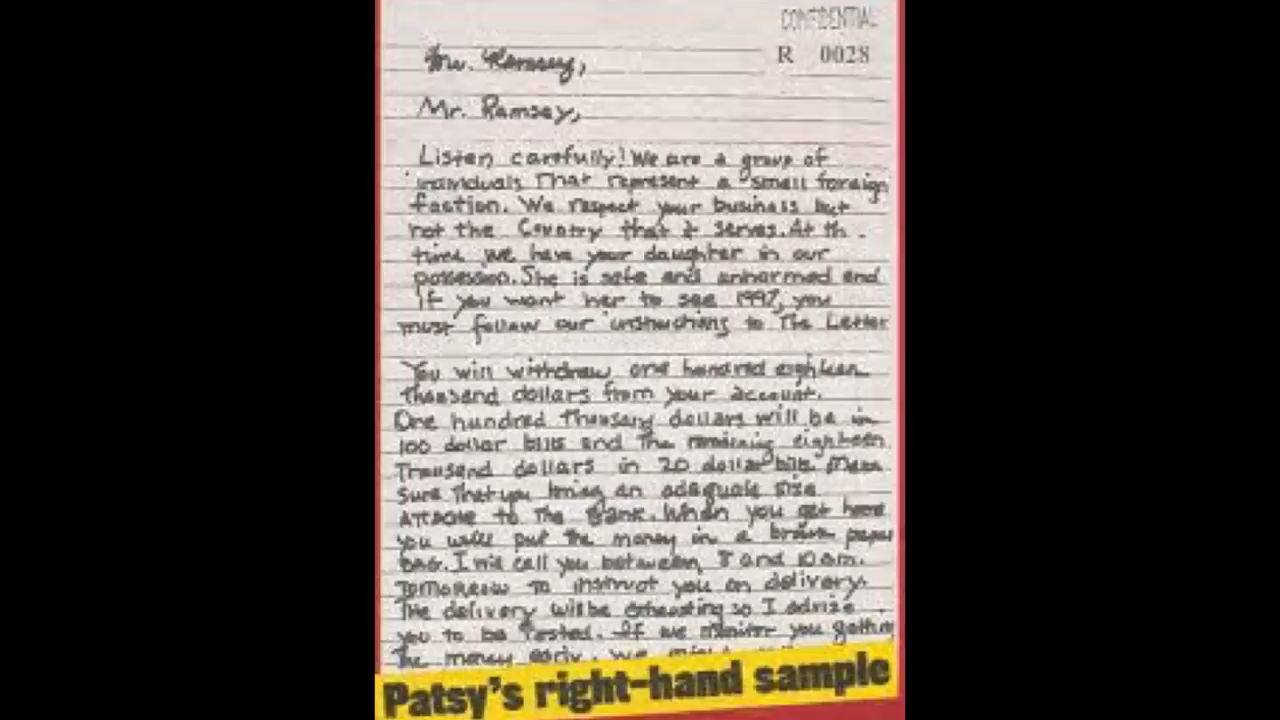 CONFIDENTIAL
R 0028
Mr. Ramsey,
Mr. Ramsey,
Listen carefully! We are a group of
individuals That represent a small foreign
faction. We respect your business but
not the Country that it serves. At th
time we have your daughter in our
possession. She is safe and unharmed and
if you want her to see 1997, you
must follow our instructions to The Letter
You will withdraw one hundred eighteen
thousand dollars from your account.
One hundred Thousand dollars will be in
100 dollar bills and The remaining eighteen
Thousand dollars in 20 dollar bills. Make
sure That you bring an adequate size
ATTACHE to The Bank. When you get home
you will put the money in a brown paper
BAG. I will call you between 8 and 10 am.
TOMORROW TO instruct you on delivery.
The delivery will be exhausting so I advize
you to be rested. If we monitor you gettin
The money early, we
Patsy's right-hand sample